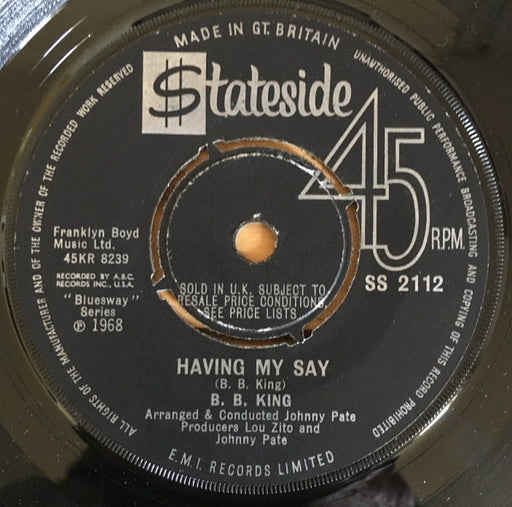 MADE IN GT. BRITAIN
UNAUTHORISED PUBLIC PERFORMANCE BROADCASTING AND COPYING OF THIS RECORD PROHIBITED
ALL RIGHTS OF THE MANUFACTURER AND OF THE OWNER OF THE RECORDED WORK RESERVED
$tateside
45 R.P.M.
Franklyn Boyd
Music Ltd.
45KR 8239
RECORDED BY A.B.C.
RECORDS INC., U.S.A.
"Bluesway"
Series
℗ 1968
SS 2112
SOLD IN U.K. SUBJECT TO
RESALE PRICE CONDITIONS,
SEE PRICE LISTS
HAVING MY SAY
(B. B. King)
B. B. KING
Arranged & Conducted Johnny Pate
Producers Lou Zito and
Johnny Pate
E.M.I. RECORDS LIMITED